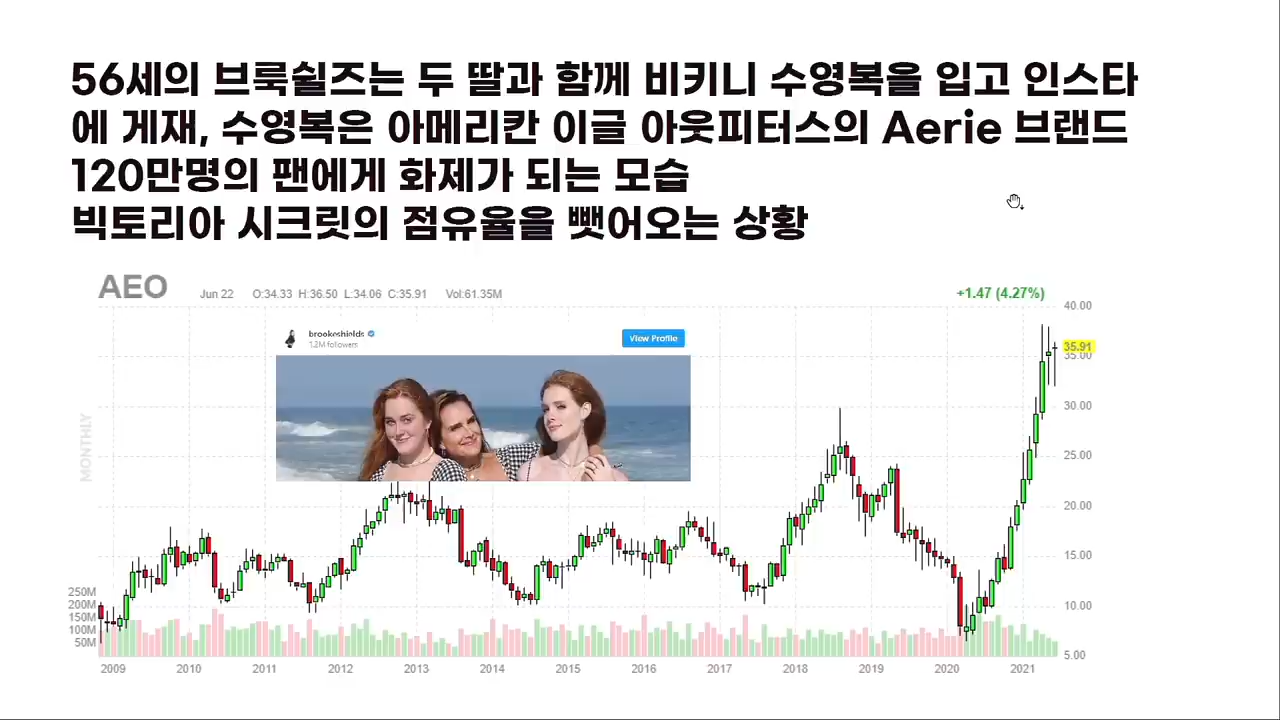 56세의 브룩쉴즈는 두 딸과 함께 비키니 수영복을 입고 인스타
에 게재, 수영복은 아메리칸 이글 아웃피터스의 Aerie 브랜드
120만명의 팬에게 화제가 되는 모습
빅토리아 시크릿의 점유율을 뺏어오는 상황
AEO Jun 22 O:34.33 H:36.50 L:34.06 C:35.91 Vol:61.35M +1.47 (4.27%)
40.00
brookeshields
1.2M followers
View Profile
35.91
35.00
30.00
MONTHLY
25.00
20.00
15.00
250M
200M
10.00
150M
100M
50M
5.00
2009 2010 2011 2012 2013 2014 2015 2016 2017 2018 2019 2020 2021